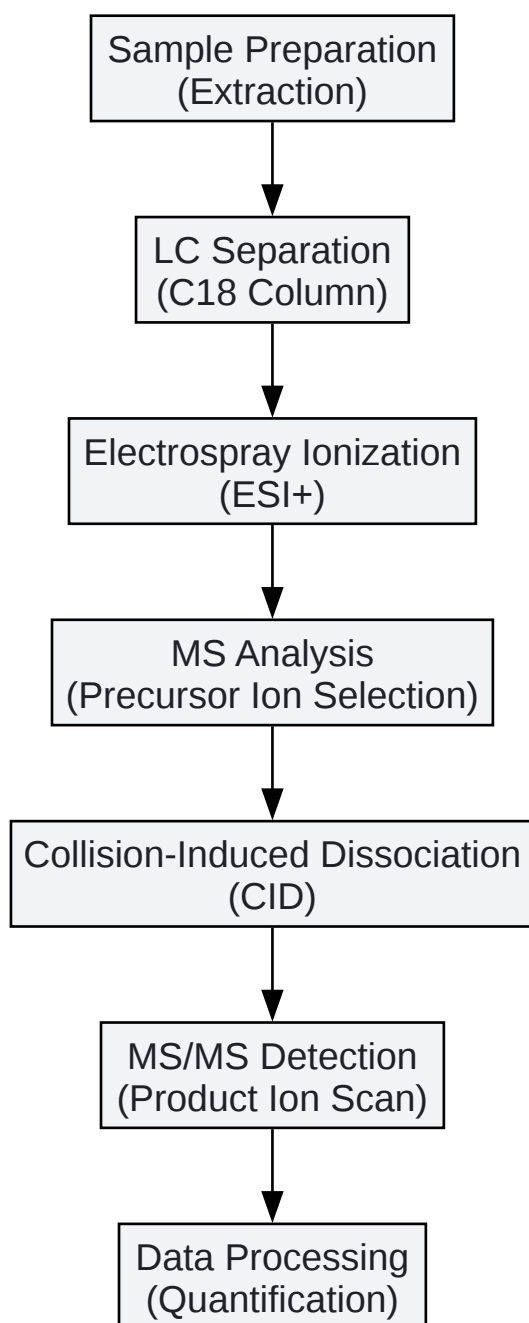 Sample Preparation
(Extraction)
LC Separation
(C18 Column)
Electrospray Ionization
(ESI+)
MS Analysis
(Precursor Ion Selection)
Collision-Induced Dissociation
(CID)
MS/MS Detection
(Product Ion Scan)
Data Processing
(Quantification)